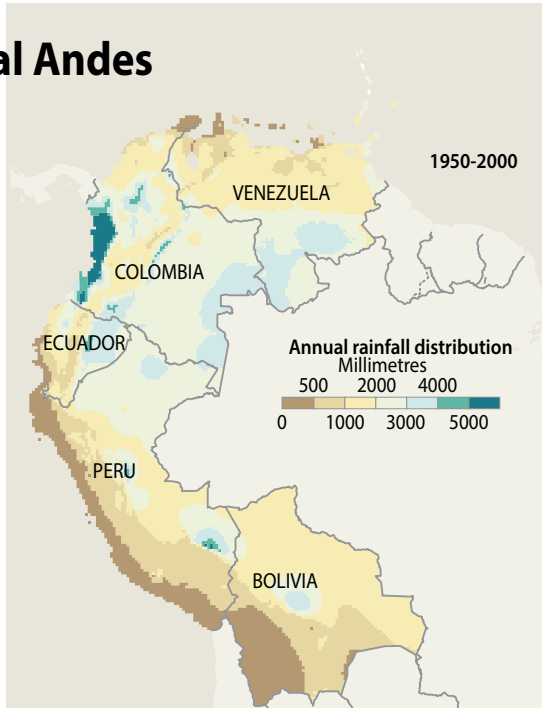 al Andes
1950-2000
VENEZUELA
COLOMBIA
ECUADOR
Annual rainfall distribution
Millimetres
500 2000 4000
0 1000 3000 5000
PERU
BOLIVIA